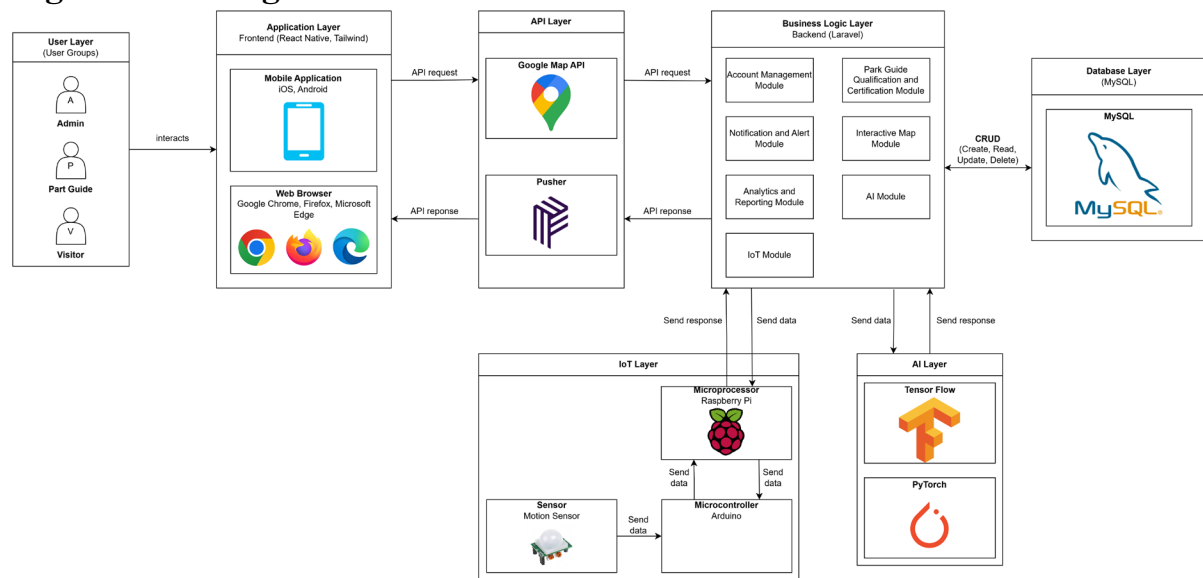 User Layer
(User Groups)
A
Admin
P
Part Guide
V
Visitor
interacts
Application Layer
Frontend (React Native, Tailwind)
Mobile Application
iOS, Android
Web Browser
Google Chrome, Firefox, Microsoft
Edge
API request
API reponse
API Layer
Google Map API
Pusher
API request
API reponse
Business Logic Layer
Backend (Laravel)
Account Management
Module
Park Guide
Qualification and
Certification Module
Notification and Alert
Module
Interactive Map
Module
Analytics and
Reporting Module
AI Module
IoT Module
CRUD
(Create, Read,
Update, Delete)
Database Layer
(MySQL)
MySQL
MySQL®
Send response
Send data
Send data
Send response
IoT Layer
Microprocessor
Raspberry Pi
Send
data
Send
data
Sensor
Motion Sensor
Send
data
Microcontroller
Arduino
AI Layer
Tensor Flow
PyTorch